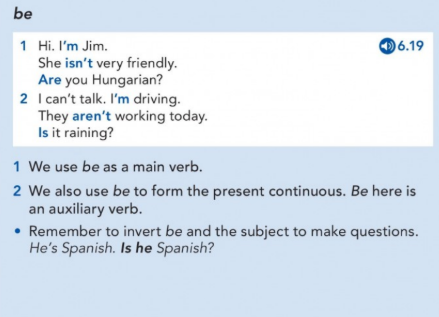 be
1 Hi. I'm Jim. 6.19
She isn't very friendly.
Are you Hungarian?
2 I can't talk. I'm driving.
They aren't working today.
Is it raining?
1 We use be as a main verb.
2 We also use be to form the present continuous. Be here is
an auxiliary verb.
• Remember to invert be and the subject to make questions.
He's Spanish. Is he Spanish?